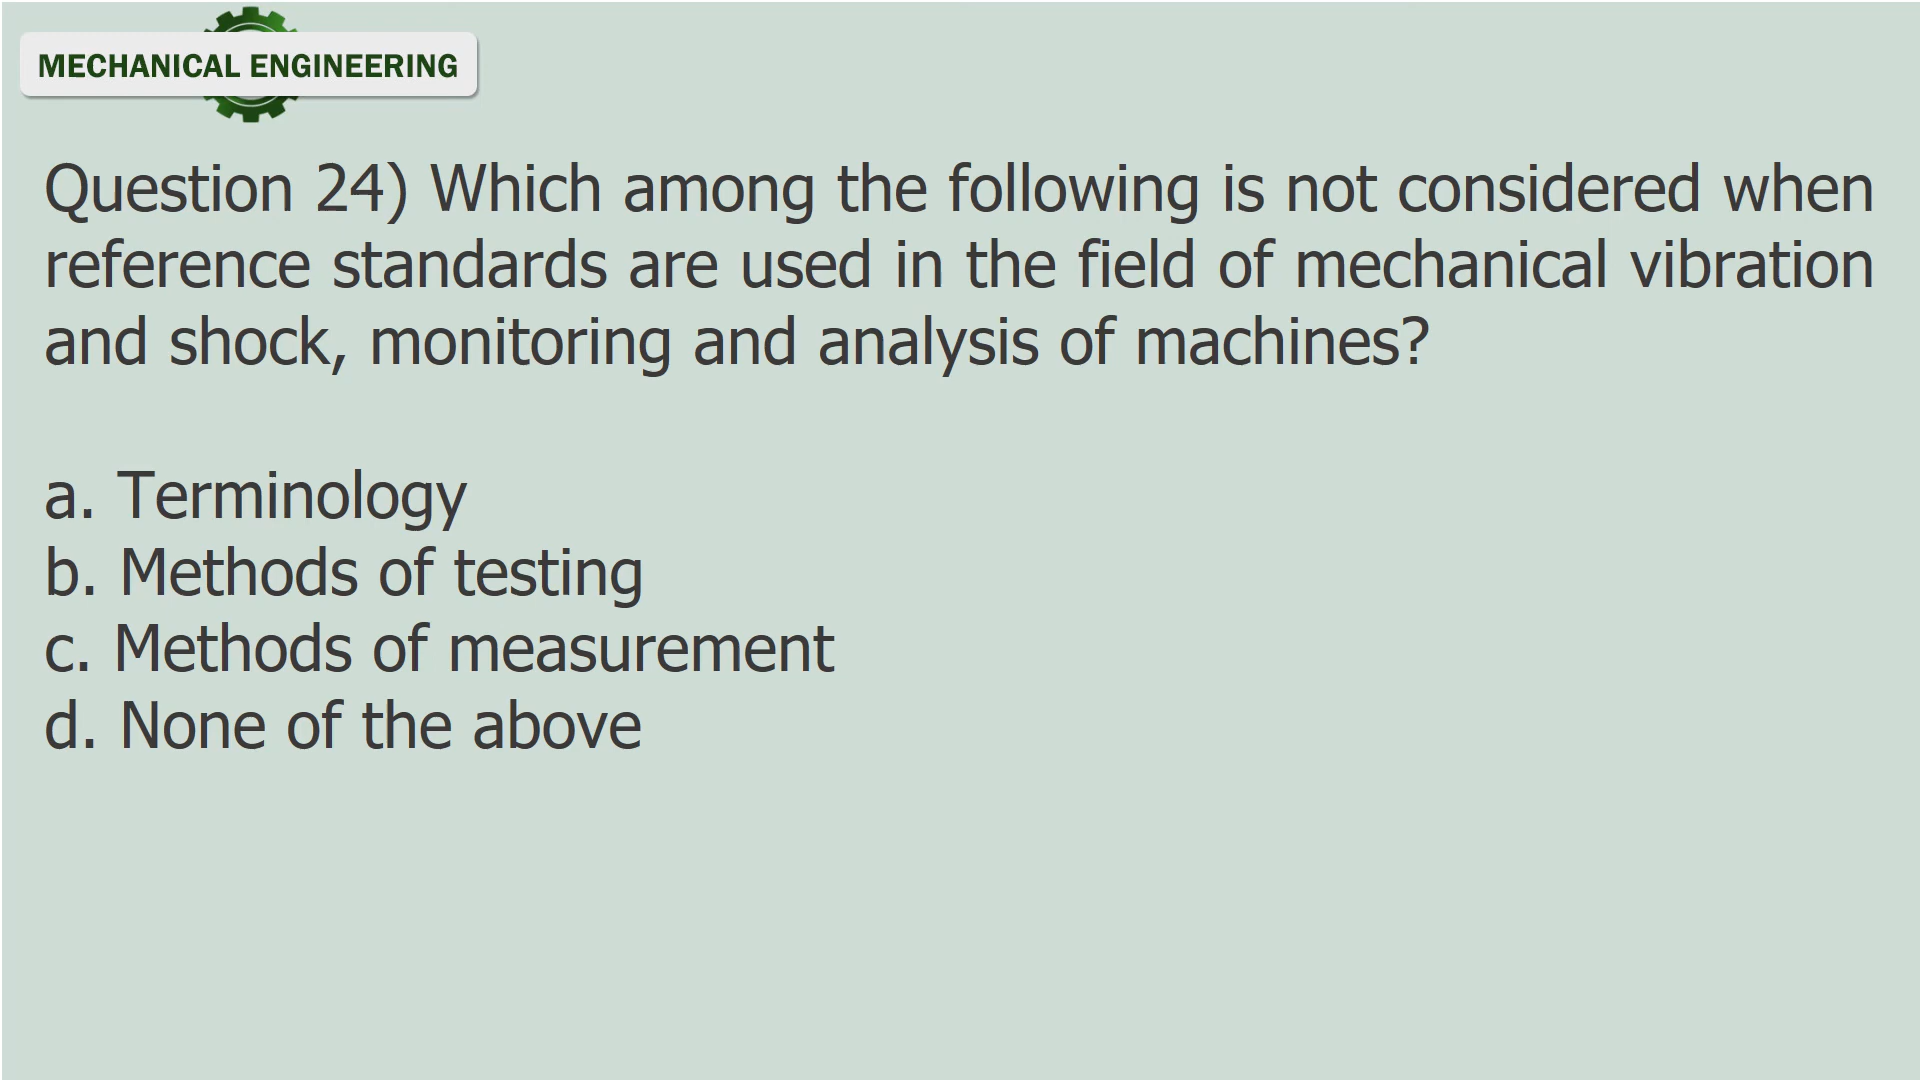 MECHANICAL ENGINEERING
Question 24) Which among the following is not considered when
reference standards are used in the field of mechanical vibration
and shock, monitoring and analysis of machines?
a. Terminology
b. Methods of testing
c. Methods of measurement
d. None of the above